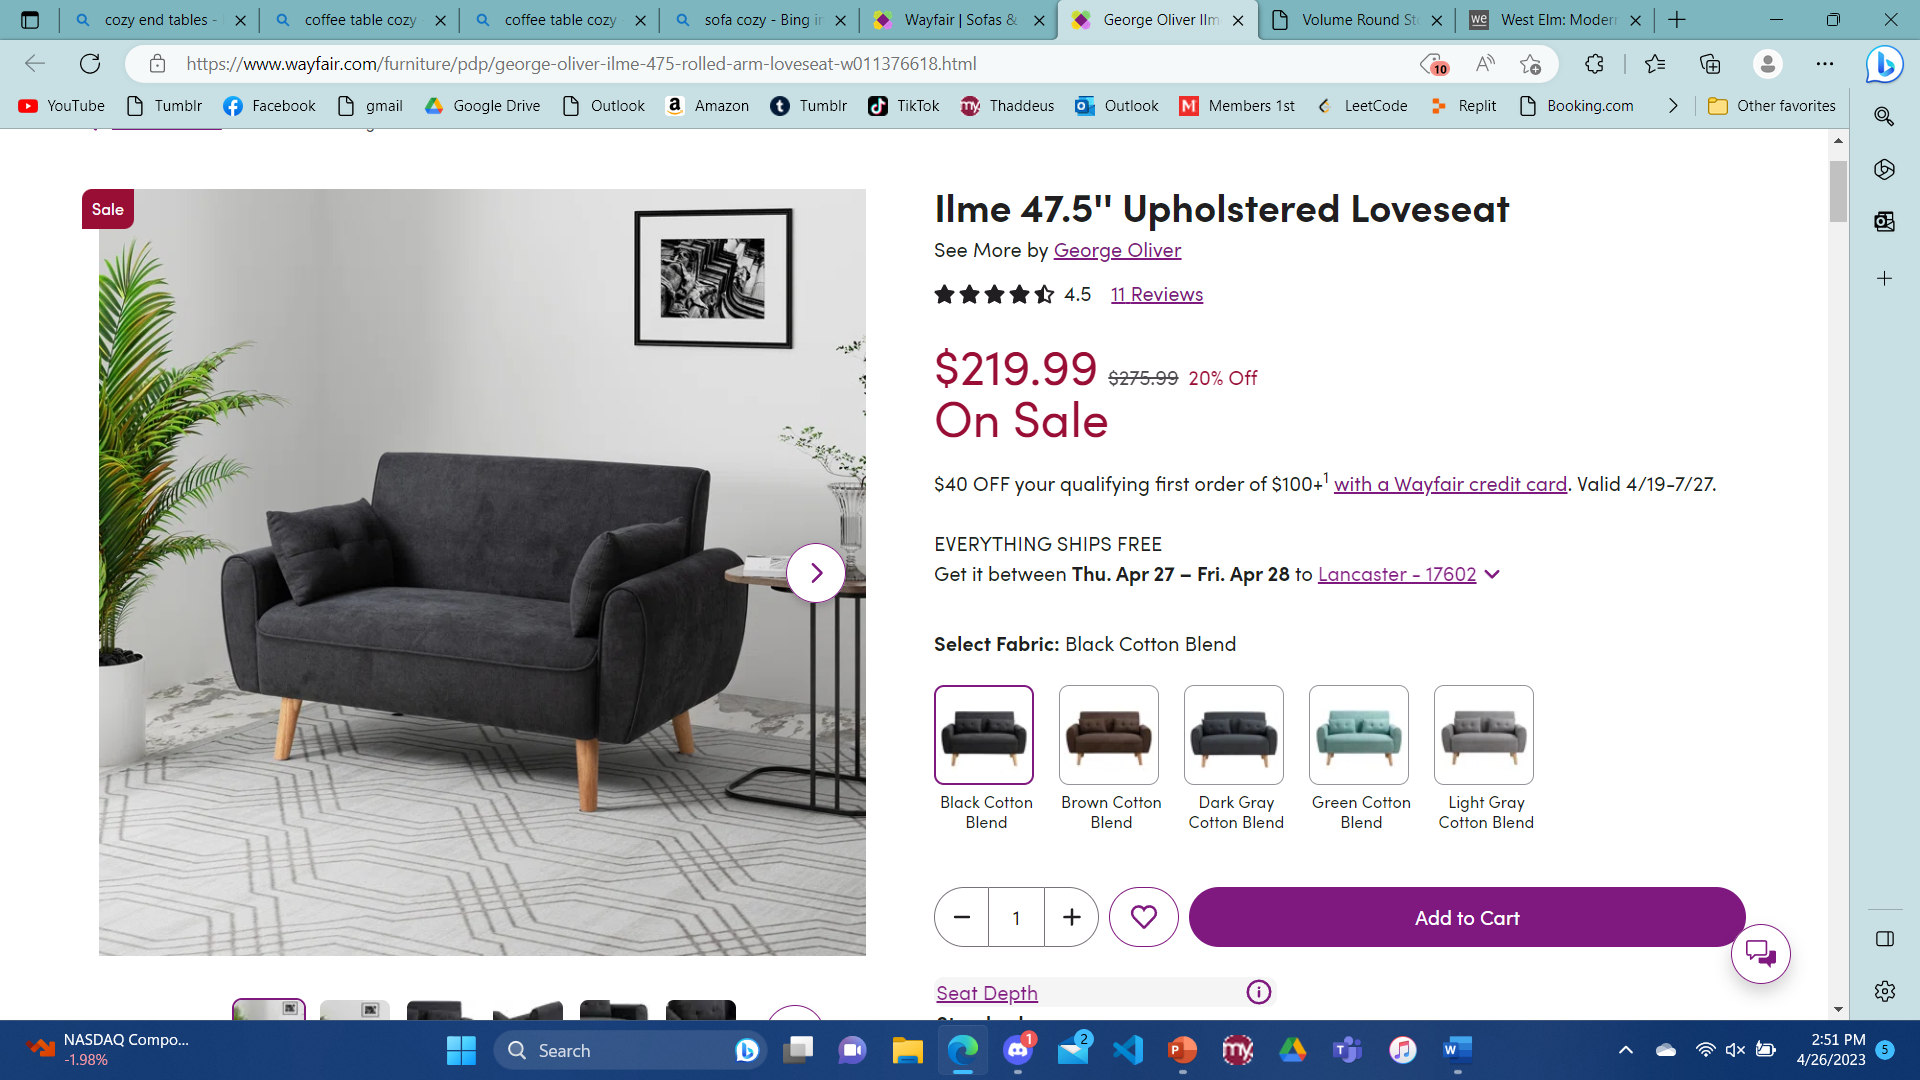 cozy end tables -
coffee table cozy
coffee table cozy
sofa cozy - Bing i
Wayfair | Sofas &
George Oliver Ilm
Volume Round St
West Elm: Moder
https://www.wayfair.com/furniture/pdp/george-oliver-ilme-475-rolled-arm-loveseat-w011376618.html
10
YouTube
Tumblr
Facebook
gmail
Google Drive
Outlook
Amazon
Tumblr
TikTok
Thaddeus
Outlook
Members 1st
LeetCode
Replit
Booking.com
Other favorites
Sale
Ilme 47.5'' Upholstered Loveseat
See More by George Oliver
4.5 11 Reviews
$219.99 $275.99 20% Off
On Sale
$40 OFF your qualifying first order of $100+1 with a Wayfair credit card. Valid 4/19-7/27.
EVERYTHING SHIPS FREE
Get it between Thu. Apr 27 – Fri. Apr 28 to Lancaster - 17602
Select Fabric: Black Cotton Blend
Black Cotton
Blend
Brown Cotton
Blend
Dark Gray
Cotton Blend
Green Cotton
Blend
Light Gray
Cotton Blend
1
Add to Cart
Seat Depth
NASDAQ Compo...
-1.98%
Search
1
2
2:51 PM
4/26/2023
5